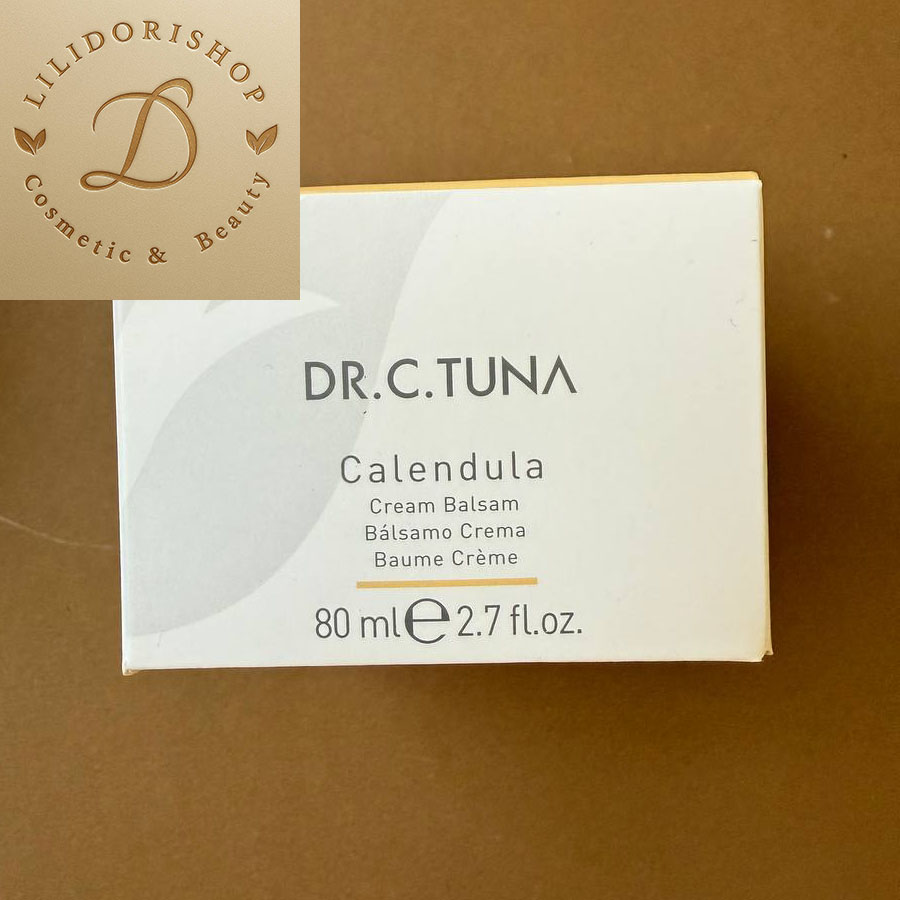 LILIDORISHOP
D
Cosmetic & Beauty
DR.C.TUNA
Calendula
Cream Balsam
Bálsamo Crema
Baume Crème
80 ml e 2.7 fl.oz.